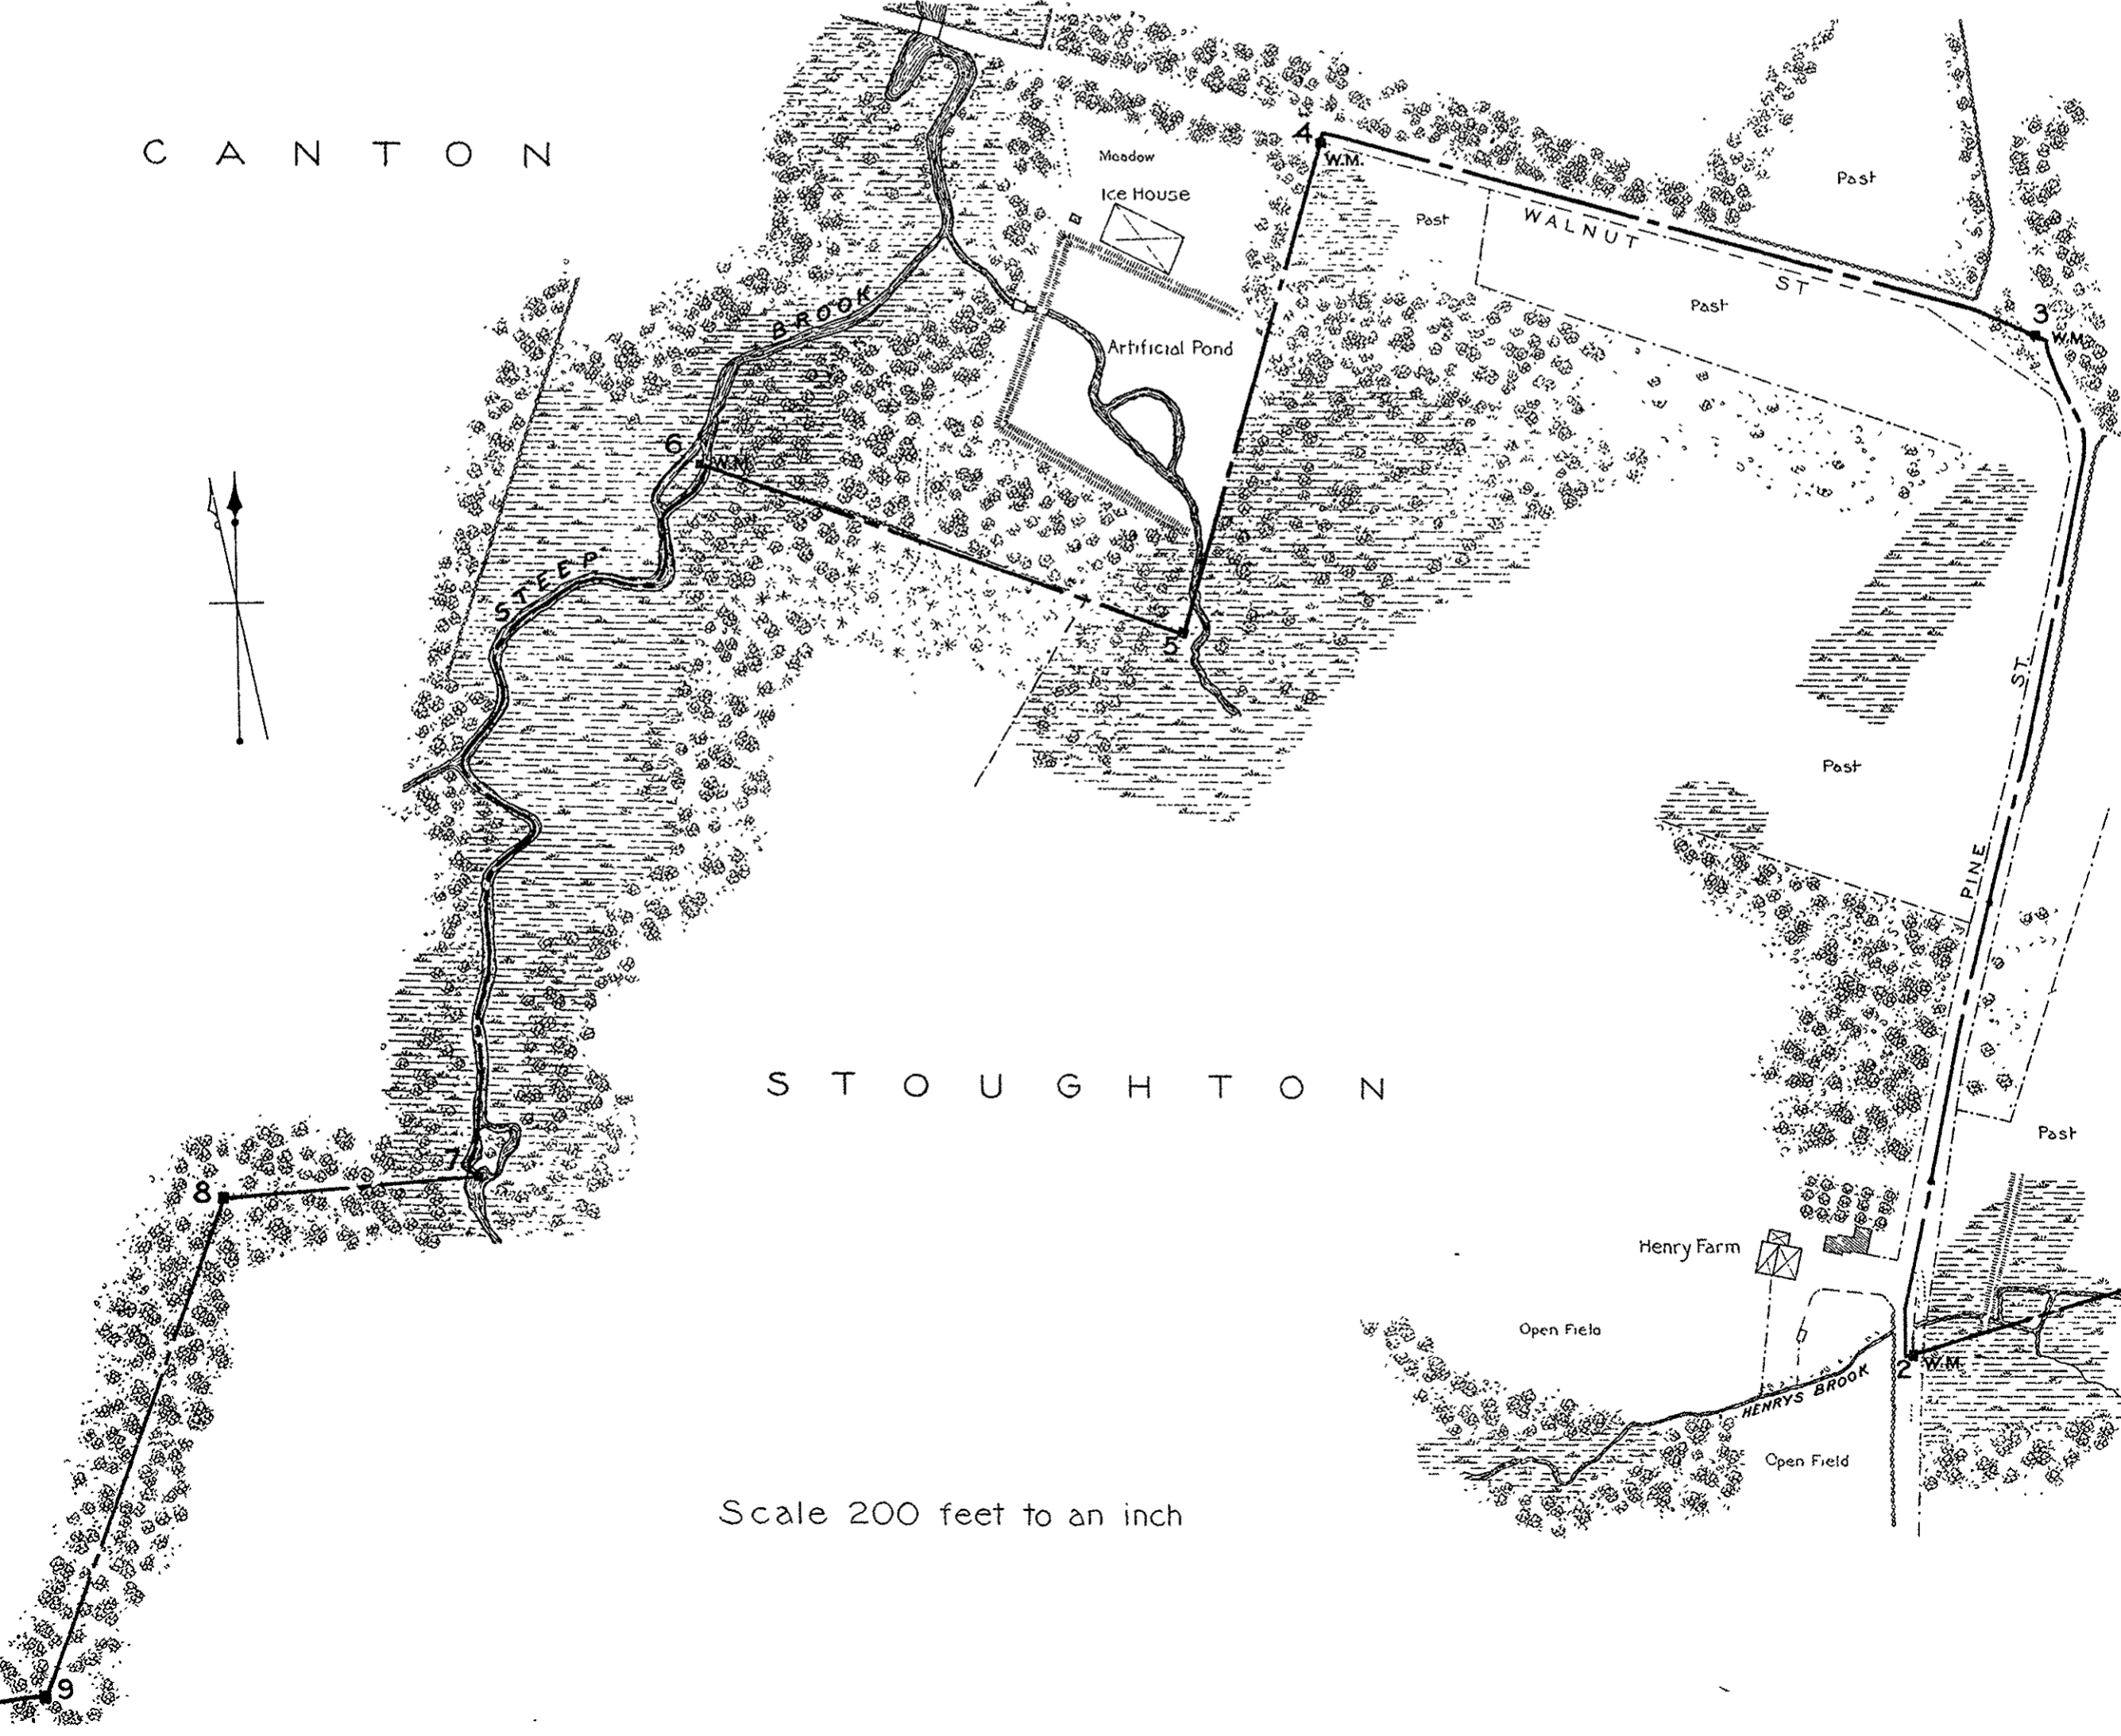 CANTON
4
W.M.
Meadow
Ice House
Past
Past
WALNUT ST
Past
3
W.M.
Artificial Pond
STEEP BROOK
6
W.M.
5
PINE ST.
Past
STOUGHTON
Past
7
8
Henry Farm
Open Field
2
W.M.
HENRYS BROOK
Open Field
Scale 200 feet to an inch
9